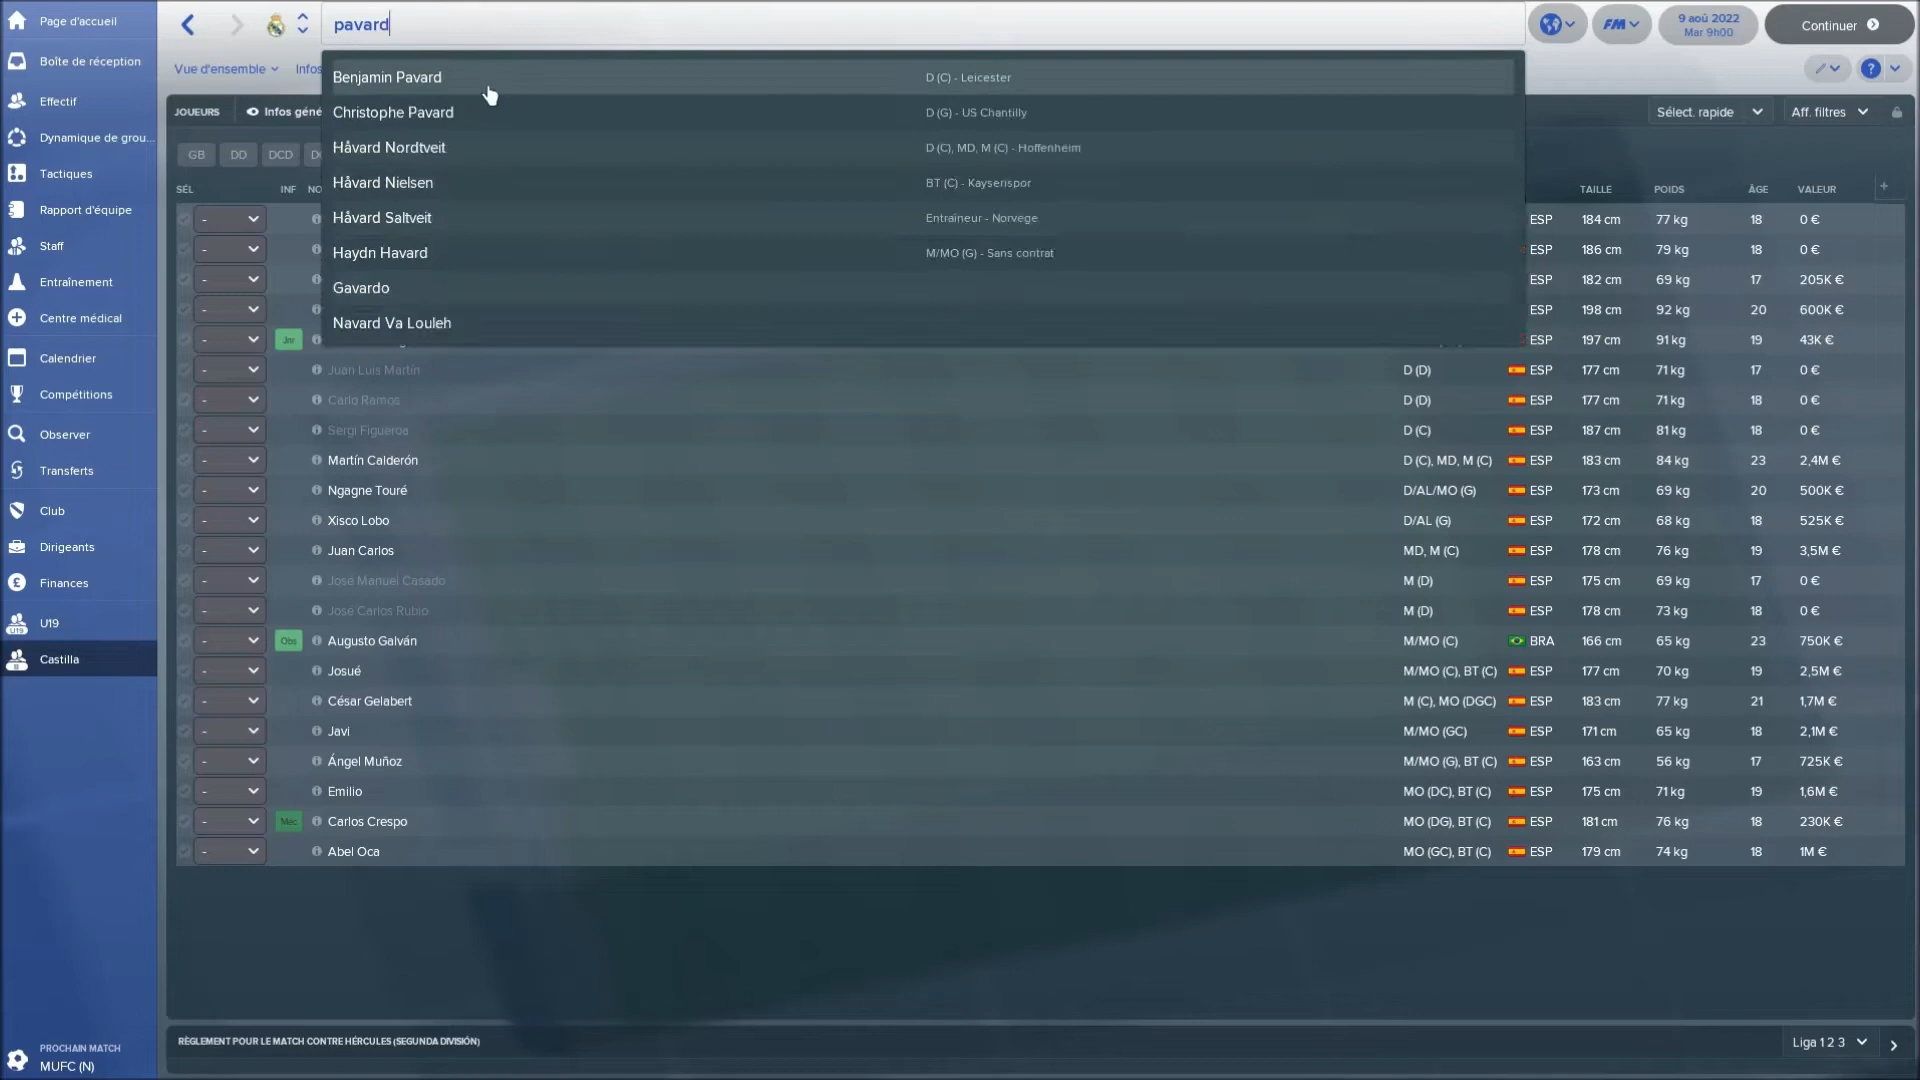 Page d'accueil
Boîte de réception
Effectif
Dynamique de grou...
Tactiques
Rapport d'équipe
Staff
Entraînement
Centre médical
Calendrier
Compétitions
Observer
Transferts
Club
Dirigeants
Finances
U19
Castilla
PROCHAIN MATCH
MUFC (N)
pavard
FM
9 aoû 2022
Mar 9h00
Continuer
Vue d'ensemble
Infos
Benjamin Pavard D (C) - Leicester
Christophe Pavard D (G) - US Chantilly
Håvard Nordtveit D (C), MD, M (C) - Hoffenheim
Håvard Nielsen BT (C) - Kayserispor
Håvard Saltveit Entraîneur - Norvège
Haydn Havard M/MO (G) - Sans contrat
Gavardo
Navard Va Louleh
JOUEURS Infos géné Sélect. rapide Aff. filtres
GB DD DCD
SÉL INF NO TAILLE POIDS ÂGE VALEUR
- ESP 184 cm 77 kg 18 0 €
- ESP 186 cm 79 kg 18 0 €
- ESP 182 cm 69 kg 17 205K €
- ESP 198 cm 92 kg 20 600K €
- Jnr ESP 197 cm 91 kg 19 43K €
- Juan Luis Martín D (D) ESP 177 cm 71 kg 17 0 €
- Carlo Ramos D (D) ESP 177 cm 71 kg 18 0 €
- Sergi Figueroa D (C) ESP 187 cm 81 kg 18 0 €
- Martín Calderón D (C), MD, M (C) ESP 183 cm 84 kg 23 2,4M €
- Ngagne Touré D/AL/MO (G) ESP 173 cm 69 kg 20 500K €
- Xisco Lobo D/AL (G) ESP 172 cm 68 kg 18 525K €
- Juan Carlos MD, M (C) ESP 178 cm 76 kg 19 3,5M €
- José Manuel Casado M (D) ESP 175 cm 69 kg 17 0 €
- José Carlos Rubio M (D) ESP 178 cm 73 kg 18 0 €
- Obs Augusto Galván M/MO (C) BRA 166 cm 65 kg 23 750K €
- Josué M/MO (C), BT (C) ESP 177 cm 70 kg 19 2,5M €
- César Gelabert M (C), MO (DGC) ESP 183 cm 77 kg 21 1,7M €
- Javi M/MO (GC) ESP 171 cm 65 kg 18 2,1M €
- Ángel Muñoz M/MO (G), BT (C) ESP 163 cm 56 kg 17 725K €
- Emilio MO (DC), BT (C) ESP 175 cm 71 kg 19 1,6M €
- Mec Carlos Crespo MO (DG), BT (C) ESP 181 cm 76 kg 18 230K €
- Abel Oca MO (GC), BT (C) ESP 179 cm 74 kg 18 1M €
RÈGLEMENT POUR LE MATCH CONTRE HÉRCULES (SEGUNDA DIVISIÓN) Liga 1 2 3